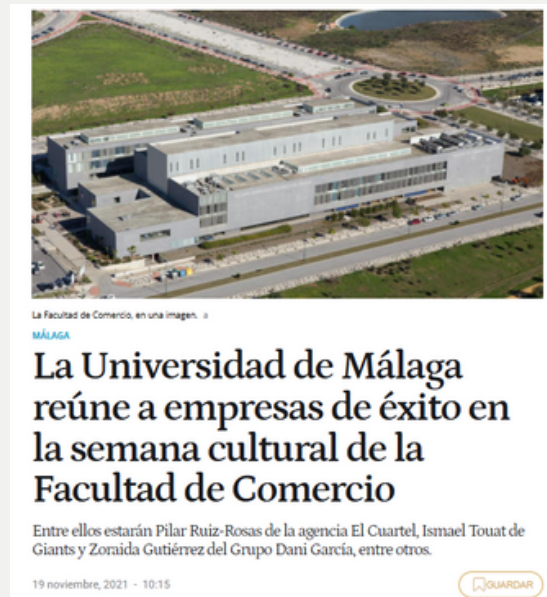 La Facultad de Comercio, en una imagen. a
MÁLAGA
La Universidad de Málaga
reúne a empresas de éxito en
la semana cultural de la
Facultad de Comercio
Entre ellos estarán Pilar Ruiz-Rosas de la agencia El Cuartel, Ismael Touat de
Giants y Zoraida Gutiérrez del Grupo Dani García, entre otros.
19 noviembre, 2021 - 10:15
GUARDAR